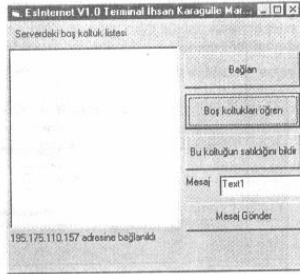 EsInternet V1.0 Terminal İhsan Karagülle Mar...
Serverdeki boş koltuk listesi
Bağlan
Boş koltukları öğren
Bu koltuğun satıldığını bildir
Mesaj Text1
Mesaj Gönder
195.175.110.157 adresine bağlanıldı